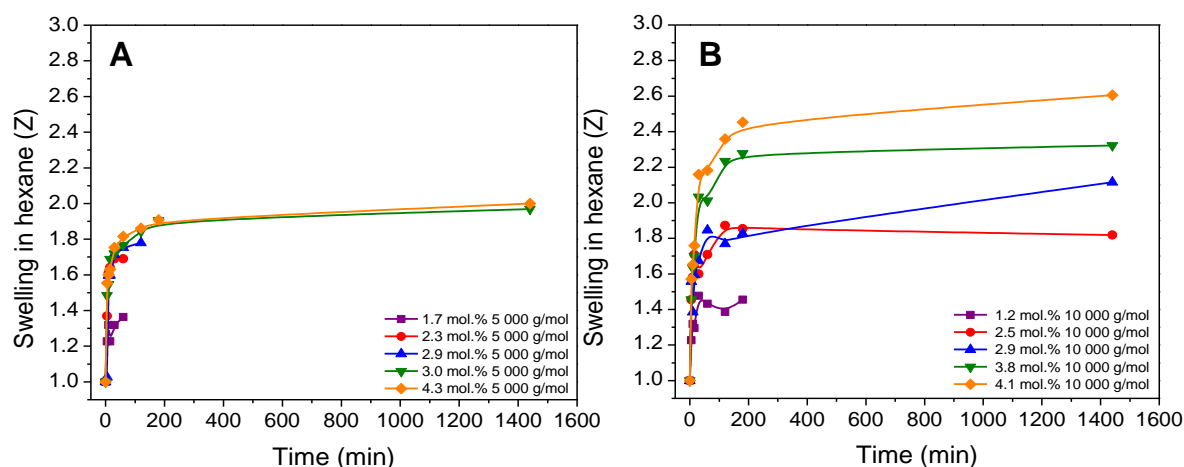 A
Swelling in hexane (Z)
3.0
2.8
2.6
2.4
2.2
2.0
1.8
1.6
1.4
1.2
1.0
1.7 mol.% 5 000 g/mol
2.3 mol.% 5 000 g/mol
2.9 mol.% 5 000 g/mol
3.0 mol.% 5 000 g/mol
4.3 mol.% 5 000 g/mol
0 200 400 600 800 1000 1200 1400 1600
Time (min)
B
Swelling in hexane (Z)
3.0
2.8
2.6
2.4
2.2
2.0
1.8
1.6
1.4
1.2
1.0
1.2 mol.% 10 000 g/mol
2.5 mol.% 10 000 g/mol
2.9 mol.% 10 000 g/mol
3.8 mol.% 10 000 g/mol
4.1 mol.% 10 000 g/mol
0 200 400 600 800 1000 1200 1400 1600
Time (min)